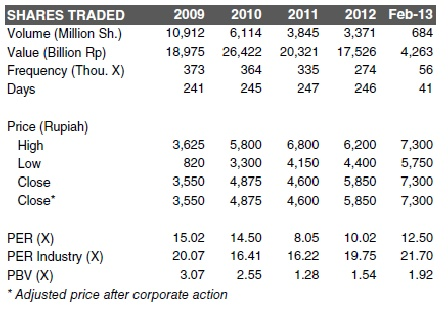 SHARES TRADED 2009 2010 2011 2012 Feb-13
Volume (Million Sh.) 10,912 6,114 3,845 3,371 684
Value (Billion Rp) 18,975 26,422 20,321 17,526 4,263
Frequency (Thou. X) 373 364 335 274 56
Days 241 245 247 246 41
Price (Rupiah)
High 3,625 5,800 6,800 6,200 7,300
Low 820 3,300 4,150 4,400 5,750
Close 3,550 4,875 4,600 5,850 7,300
Close* 3,550 4,875 4,600 5,850 7,300
PER (X) 15.02 14.50 8.05 10.02 12.50
PER Industry (X) 20.07 16.41 16.22 19.75 21.70
PBV (X) 3.07 2.55 1.28 1.54 1.92
* Adjusted price after corporate action